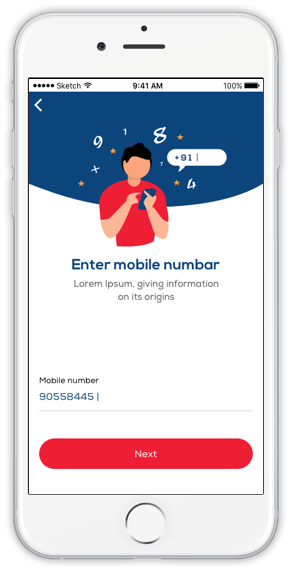 Sketch 9:41 AM 100%
9 1 8
+91 |
7
4
Enter mobile numbar
Lorem Ipsum, giving information
on its origins
Mobile number
90558445 |
Next